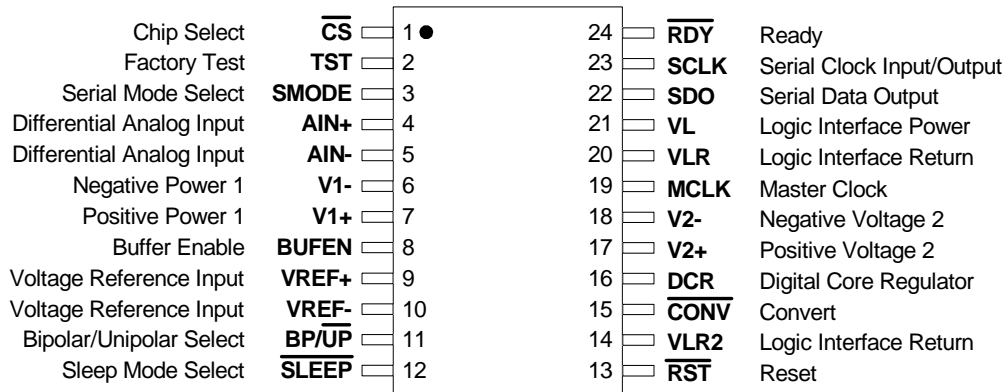 Chip Select CS 1 24 RDY Ready
Factory Test TST 2 23 SCLK Serial Clock Input/Output
Serial Mode Select SMODE 3 22 SDO Serial Data Output
Differential Analog Input AIN+ 4 21 VL Logic Interface Power
Differential Analog Input AIN- 5 20 VLR Logic Interface Return
Negative Power 1 V1- 6 19 MCLK Master Clock
Positive Power 1 V1+ 7 18 V2- Negative Voltage 2
Buffer Enable BUFEN 8 17 V2+ Positive Voltage 2
Voltage Reference Input VREF+ 9 16 DCR Digital Core Regulator
Voltage Reference Input VREF- 10 15 CONV Convert
Bipolar/Unipolar Select BP/UP 11 14 VLR2 Logic Interface Return
Sleep Mode Select SLEEP 12 13 RST Reset